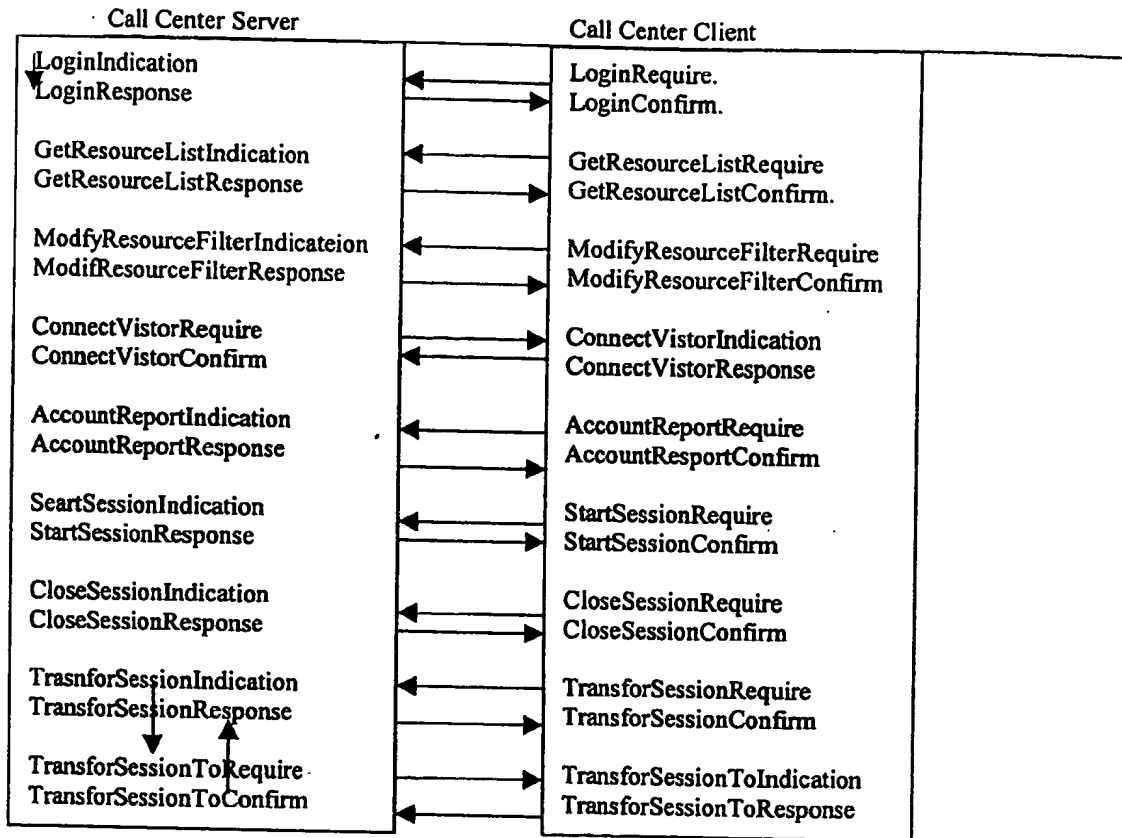 Call Center Server
Call Center Client
LoginIndication
LoginResponse
GetResourceListIndication
GetResourceListResponse
ModfyResourceFilterIndicateion
ModifResourceFilterResponse
ConnectVistorRequire
ConnectVistorConfirm
AccountReportIndication
AccountReportResponse
SeartSessionIndication
StartSessionResponse
CloseSessionIndication
CloseSessionResponse
TrasnforSessionIndication
TransforSessionResponse
TransforSessionToRequire
TransforSessionToConfirm
LoginRequire.
LoginConfirm.
GetResourceListRequire
GetResourceListConfirm.
ModifyResourceFilterRequire
ModifyResourceFilterConfirm
ConnectVistorIndication
ConnectVistorResponse
AccountReportRequire
AccountResportConfirm
StartSessionRequire
StartSessionConfirm
CloseSessionRequire
CloseSessionConfirm
TransforSessionRequire
TransforSessionConfirm
TransforSessionToIndication
TransforSessionToResponse